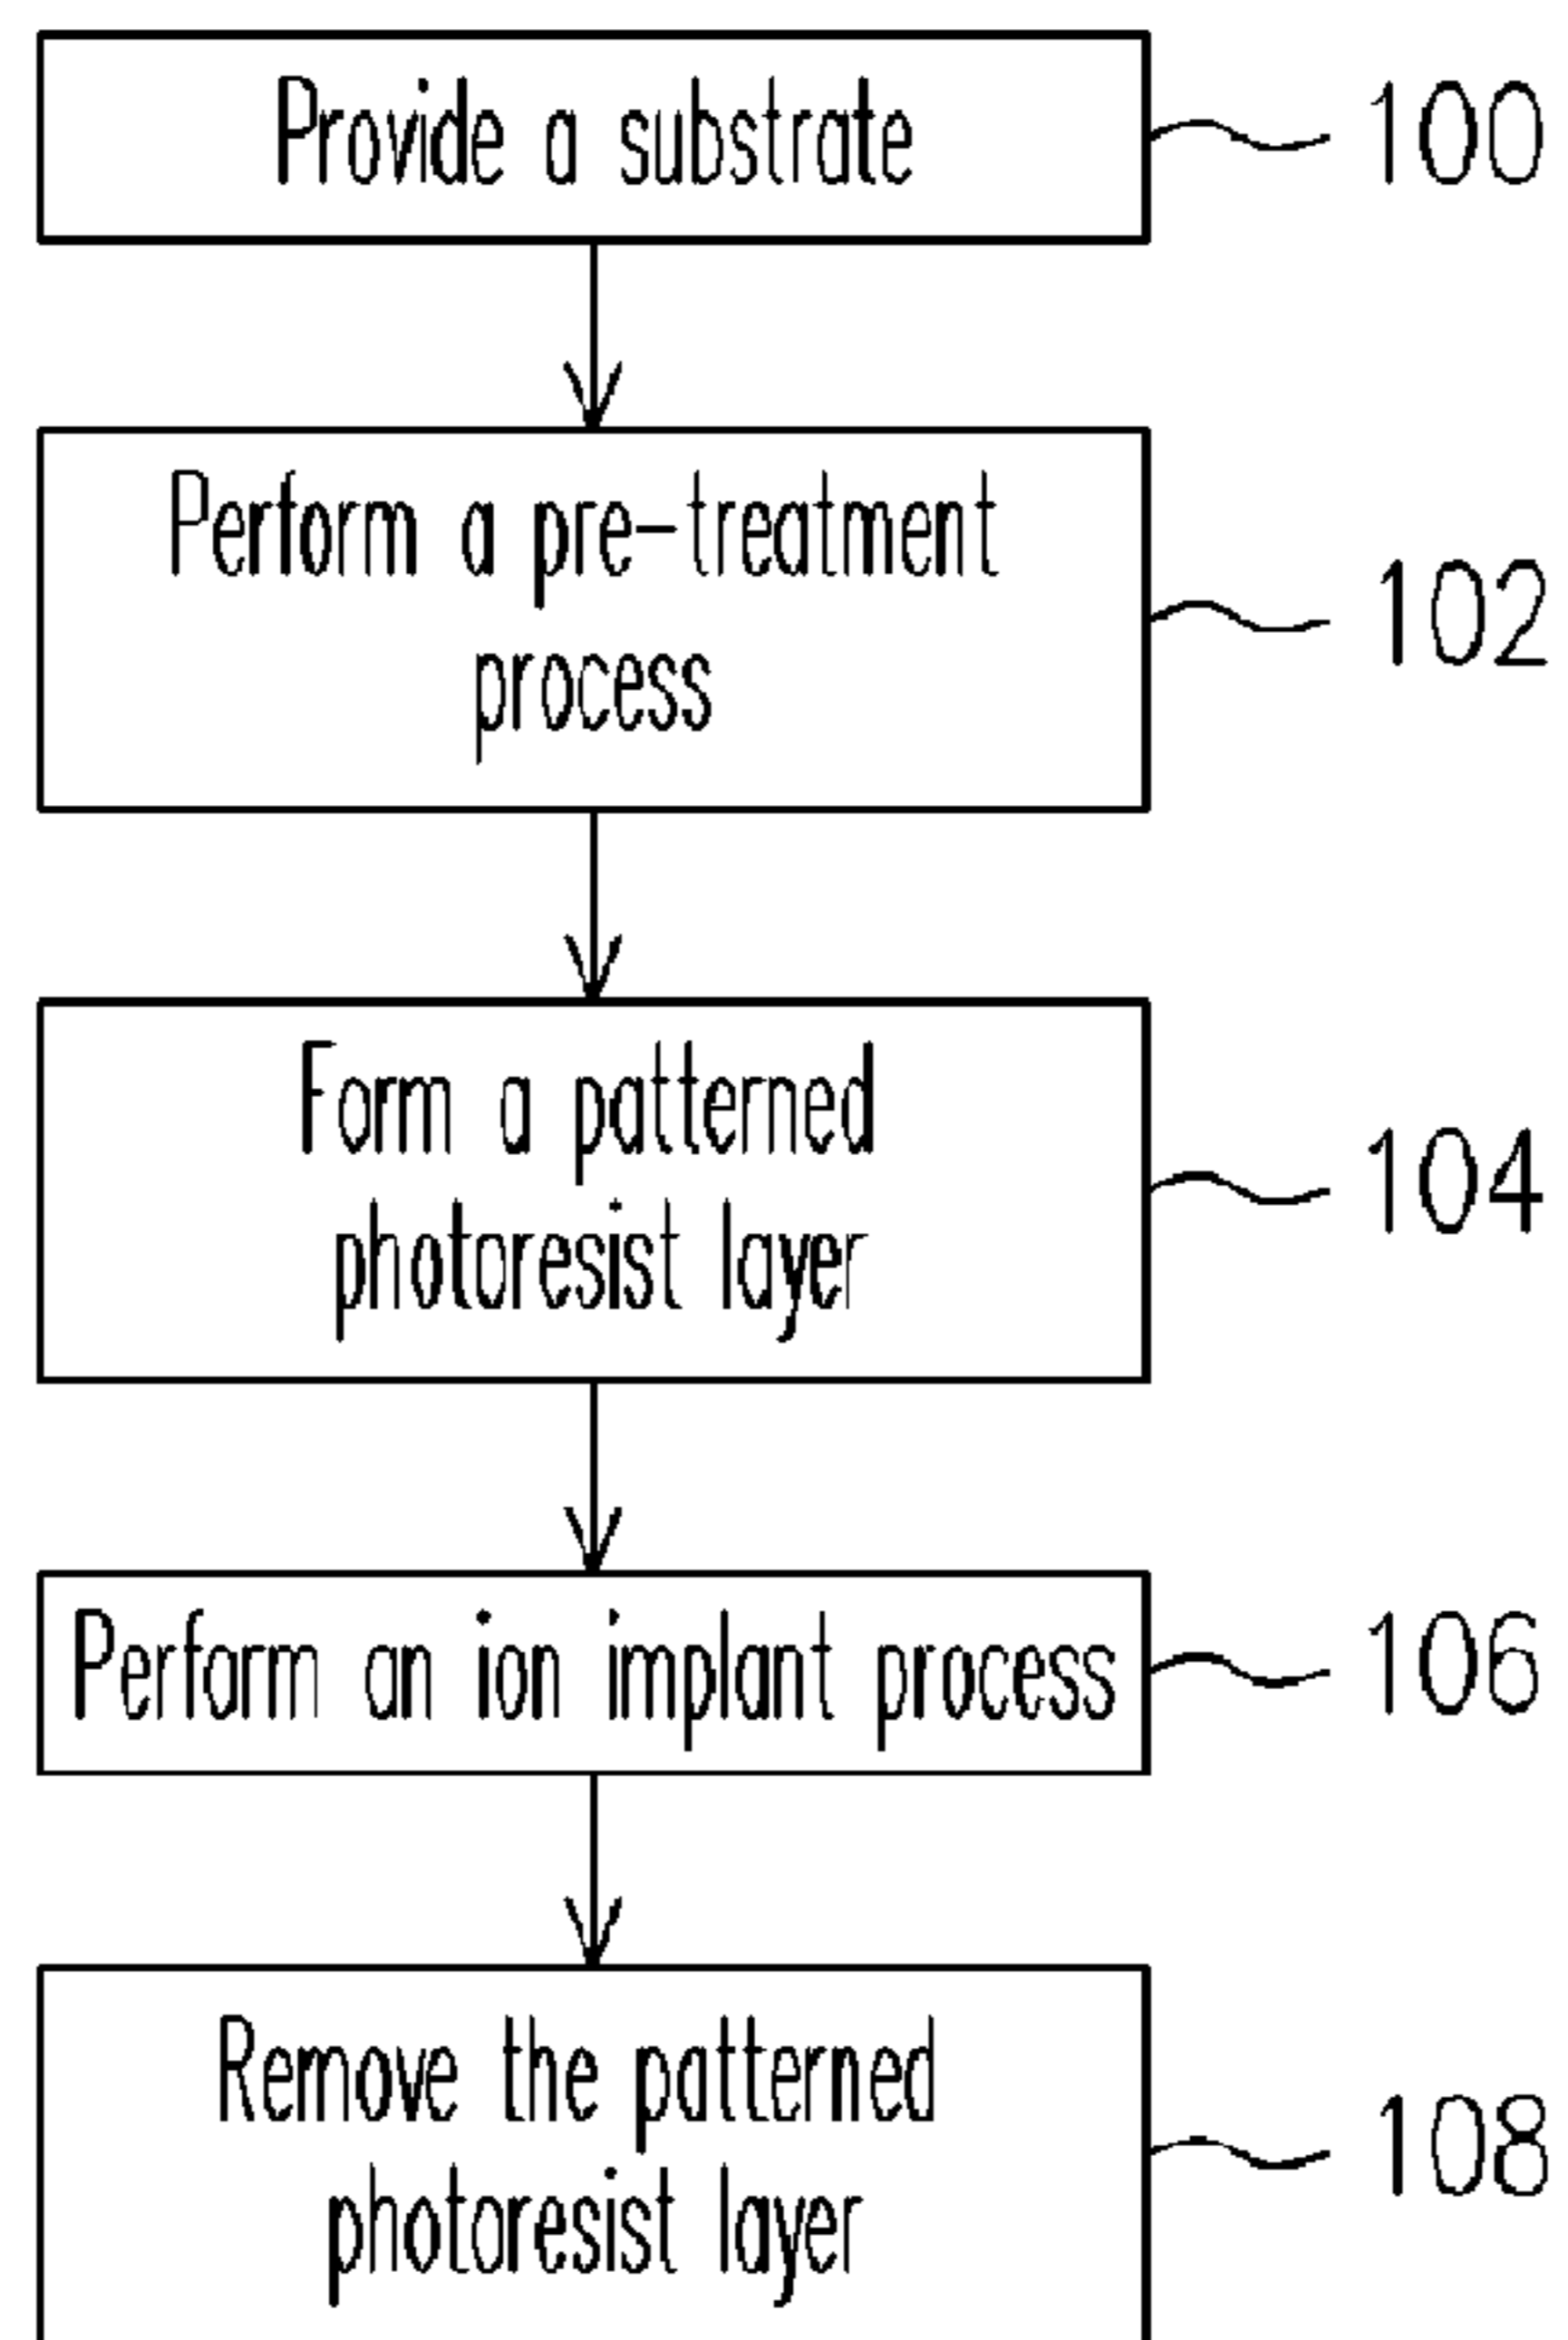 Provide a substrate
100
Perform a pre-treatment
process
102
Form a patterned
photoresist layer
104
Perform an ion implant process
106
Remove the patterned
photoresist layer
108